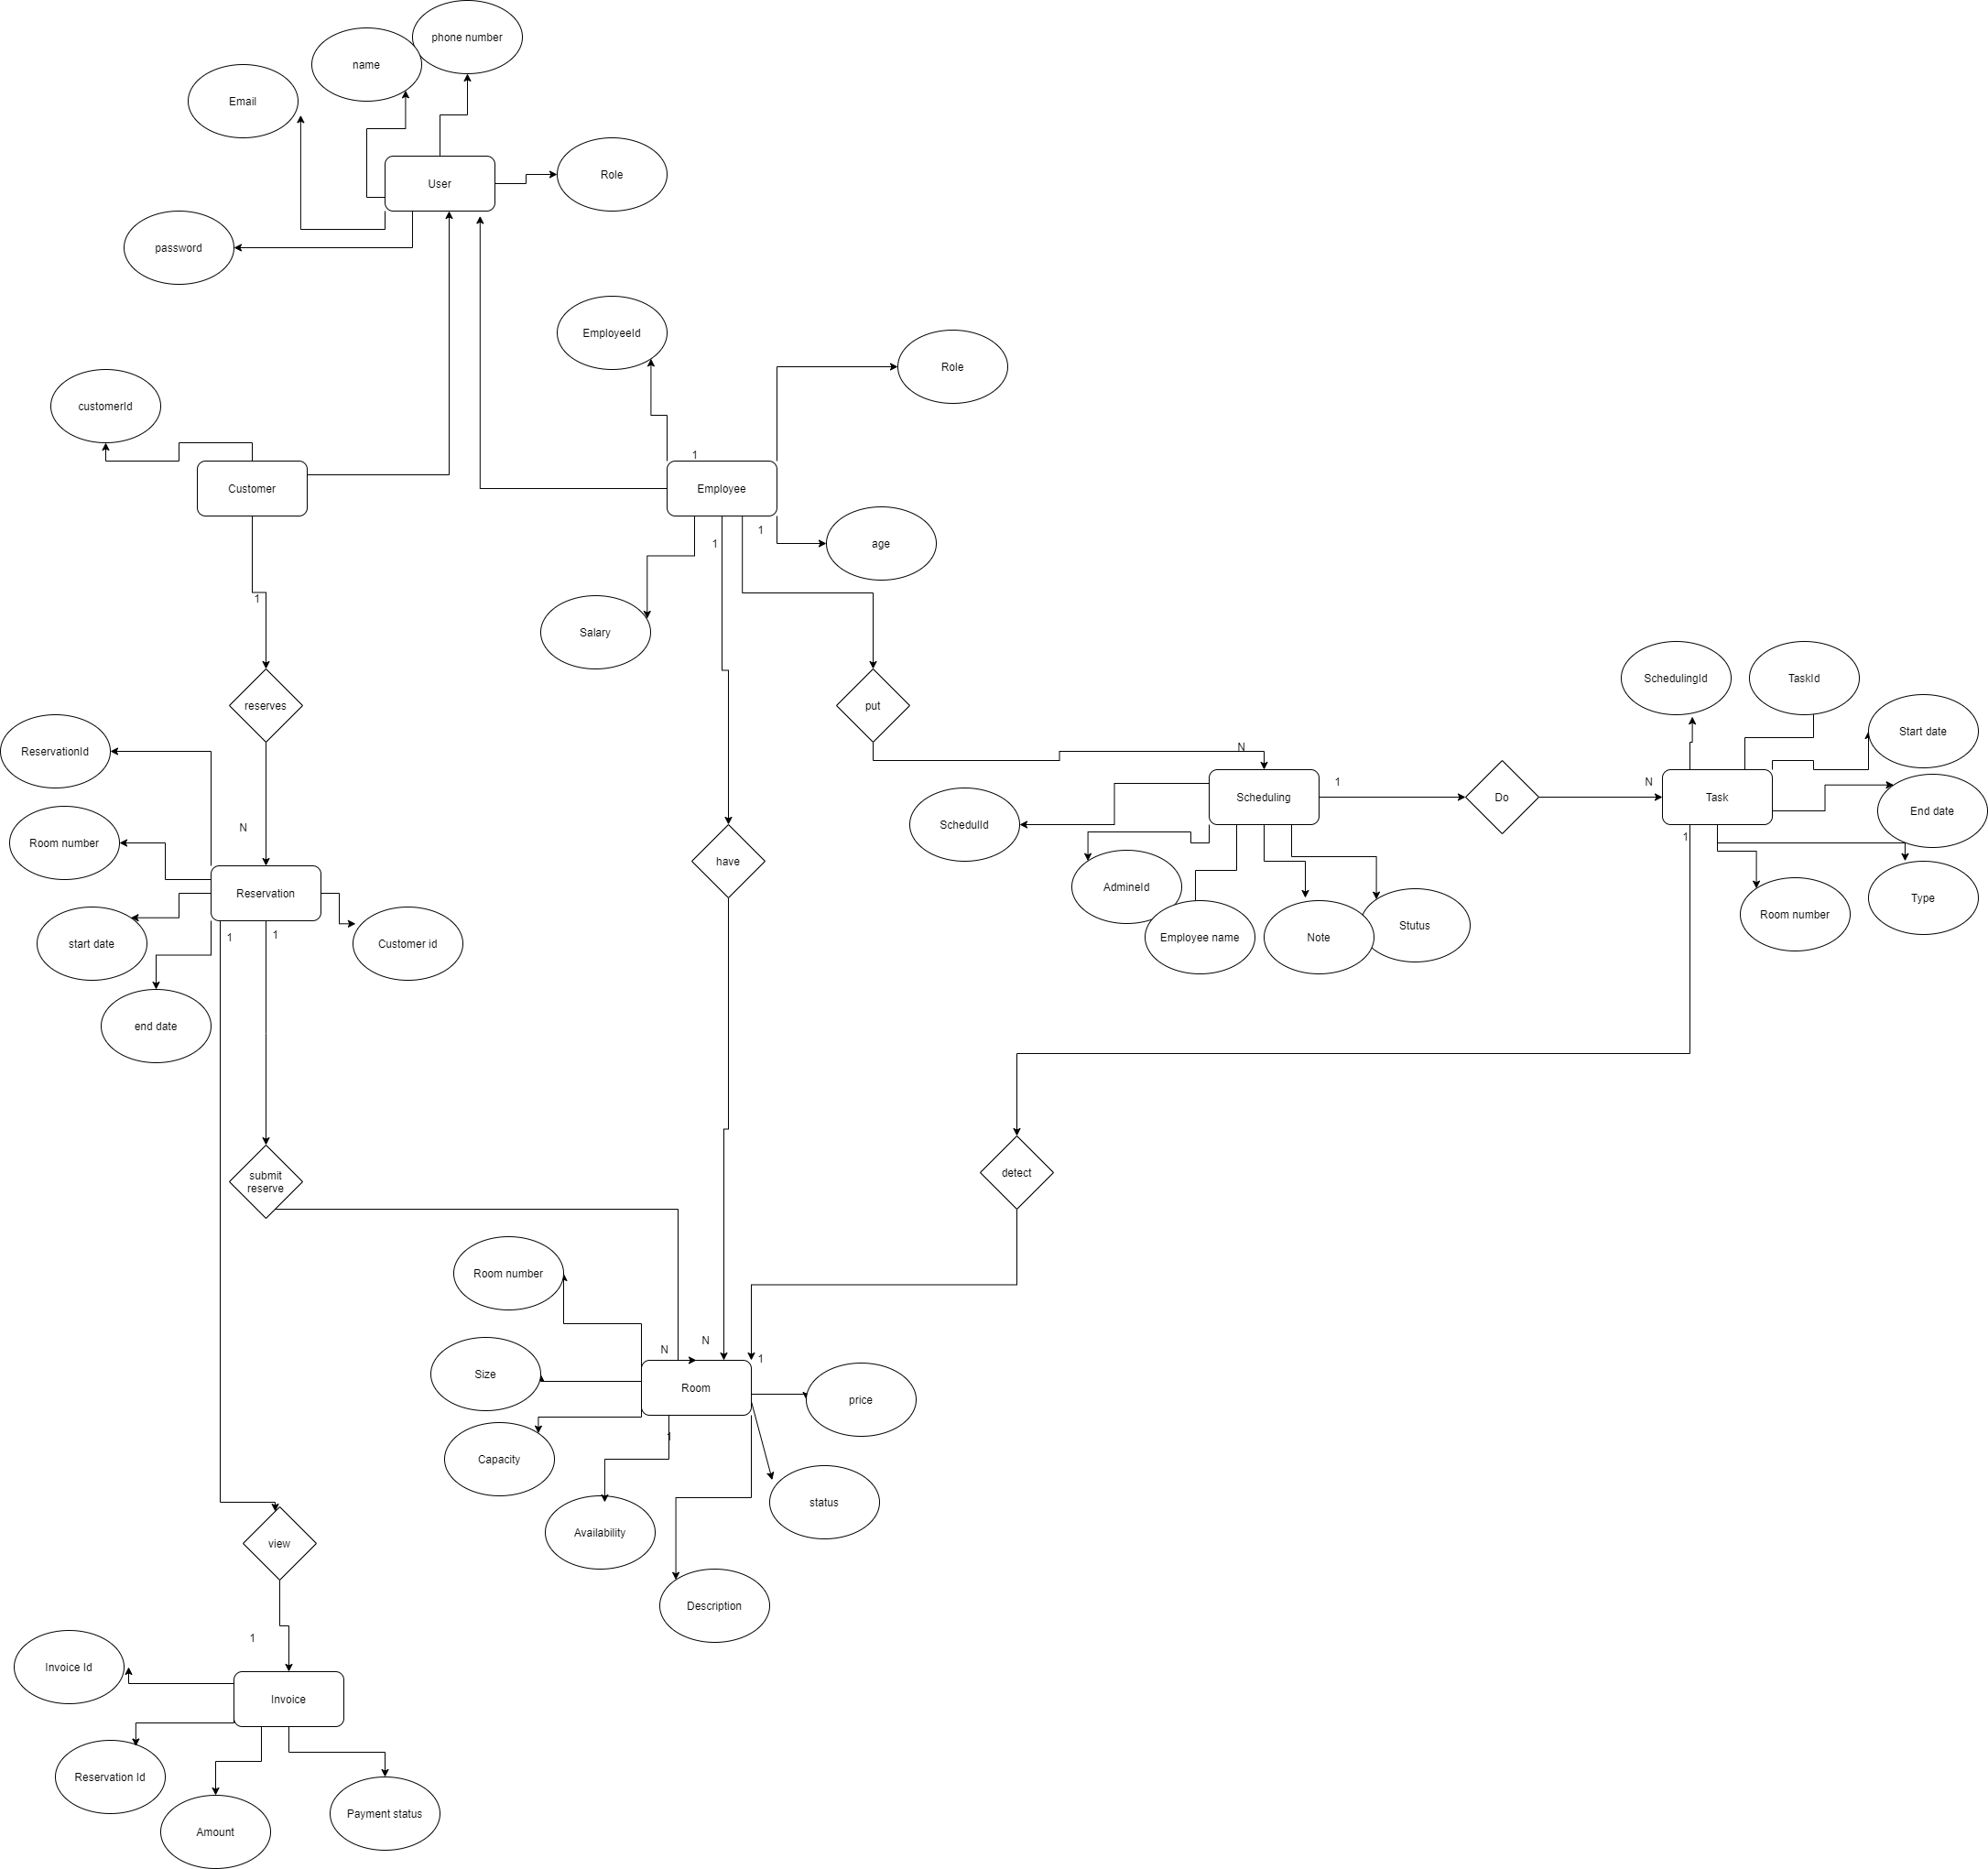 phone number
name
Email
Role
User
password
EmployeeId
Role
customerId
1
Customer
Employee
1
1
age
1
Salary
SchedulingId
TaskId
reserves
put
Start date
ReservationId
N
1
N
Scheduling
Do
Task
End date
SchedulId
N
1
Room number
have
AdmineId
Reservation
Type
Room number
Stutus
1
1
Employee name
Note
start date
Customer id
end date
detect
submit
reserve
Room number
N
N
1
Size
Room
price
1
Capacity
status
Availability
view
Description
1
Invoice Id
Invoice
Reservation Id
Payment status
Amount